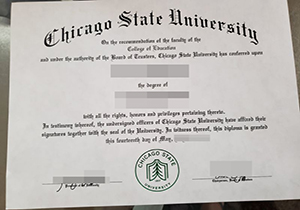 Chicago State University
On the recommendation of the faculty of the
College of Education
and under the authority of the Board of Trustees, Chicago State University has conferred upon
the degree of
with all the rights, honors and privileges pertaining thereto.
In testimony thereof, the undersigned officers of Chicago State University have affixed their
signatures together with the seal of the University. In witness thereof, this diploma is granted
this fourteenth day of May,
CHICAGO STATE
UNIVERSITY